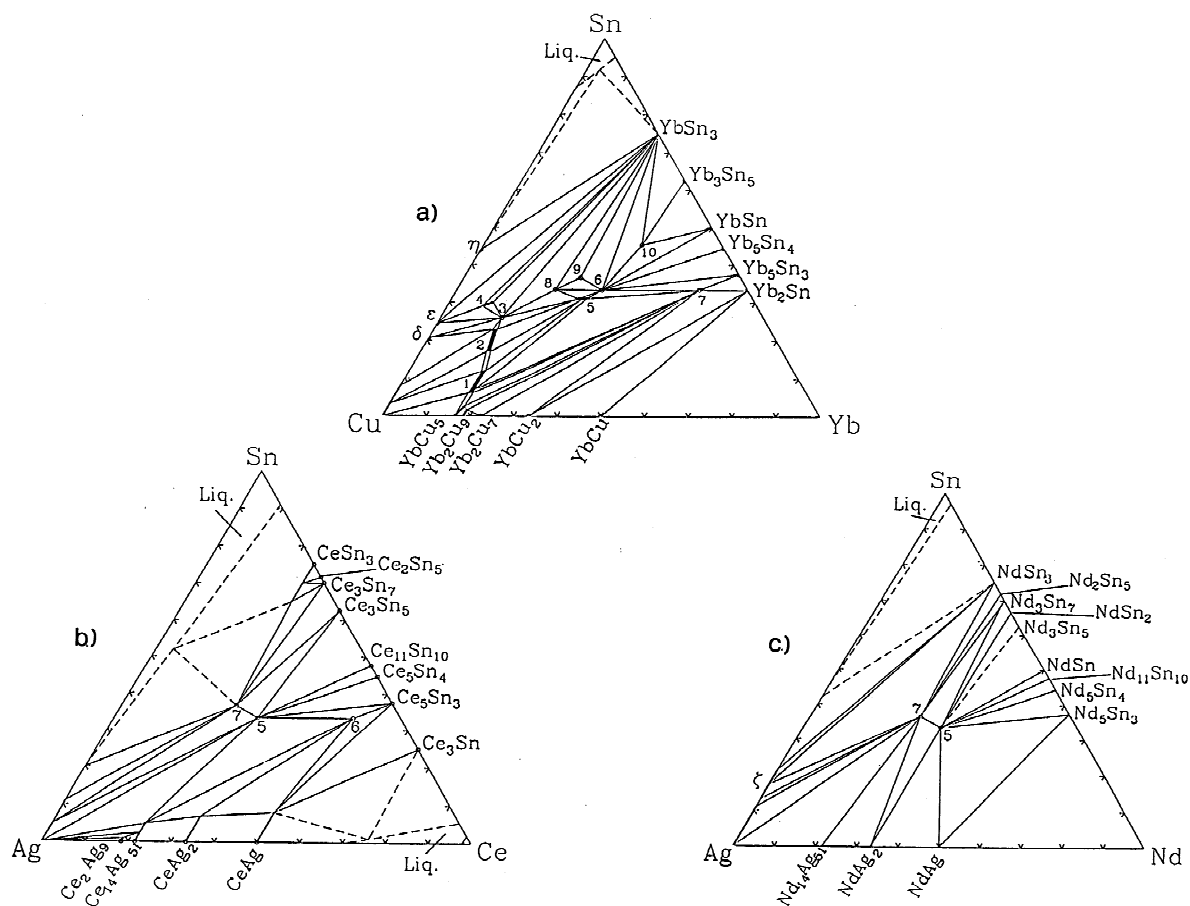 Sn
Liq.
YbSn₃
Yb₃Sn₅
a)
YbSn
η
10
Yb₅Sn₄
9
Yb₅Sn₃
8
6
Yb₂Sn
7
4
3
5
ε
δ
2
1
Cu
Yb
YbCu₅
Yb₂Cu₉
Yb₂Cu₇
YbCu₂
YbCu
Sn
Liq.
CeSn₃
Ce₂Sn₅
Ce₃Sn₇
Ce₃Sn₅
b)
Ce₁₁Sn₁₀
Ce₅Sn₄
Ce₅Sn₃
7
5
6
Ce₃Sn
Ag
Ce
Liq.
Ce₂Ag₉
Ce₁₄Ag₅₁
CeAg₂
CeAg
Sn
Liq.
NdSn₃
Nd₂Sn₅
Nd₃Sn₇
NdSn₂
Nd₃Sn₅
c)
NdSn
Nd₁₁Sn₁₀
Nd₅Sn₄
Nd₅Sn₃
7
5
ζ
Ag
Nd
Nd₁₄Ag₅₁
NdAg₂
NdAg